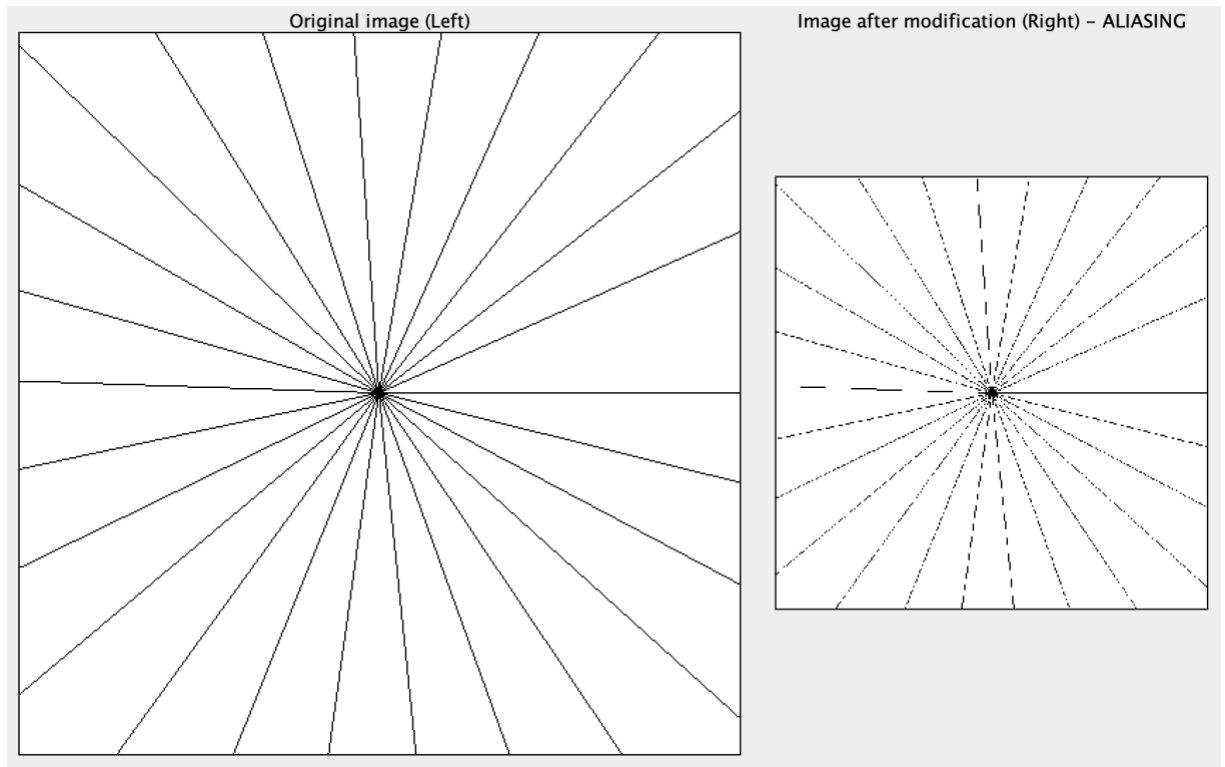 Original image (Left)
Image after modification (Right) – ALIASING